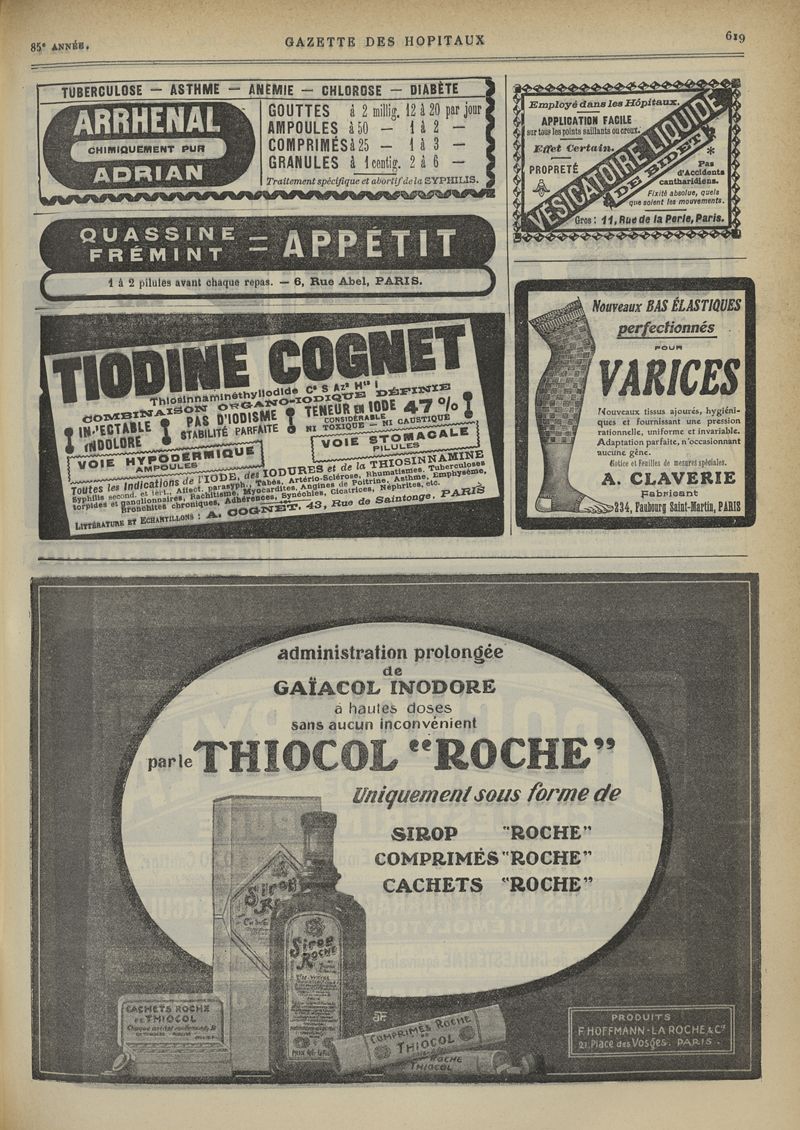 85e ANNÉE.
GAZETTE DES HOPITAUX
619
TUBERCULOSE — ASTHME — ANÉMIE — CHLOROSE — DIABÈTE
ARRHENAL
CHIMIQUEMENT PUR
ADRIAN
GOUTTES à 2 millig. 12 à 20 par jour
AMPOULES à 50 — 1 à 2 —
COMPRIMÉS à 25 — 1 à 3 —
GRANULES à 1 centig. 2 à 6 —
Traitement spécifique et abortif de la SYPHILIS.
QUASSINE
FRÉMINT
= APPÉTIT
1 à 2 pilules avant chaque repas. — 6, Rue Abel, PARIS.
TIODINE COGNET
Thiosinnaminéthyliodide C5 S Az2 H13 I
COMBINAISON ORGANO-IODIQUE DÉFINIE
INJECTABLE
INDOLORE
PAS D'IODISME
STABILITÉ PARFAITE
TENEUR EN IODE 47 %
CONSIDÉRABLE
NI TOXIQUE - NI CAUSTIQUE
VOIE HYPODERMIQUE
AMPOULES
VOIE STOMACALE
PILULES
Toutes les Indications de l'IODE, des IODURES et de la THIOSINNAMINE
Syphilis second. et tert., Affect. parasyph., Tabès, Artério-Sclérose, Rhumatismes, Tuberculoses
torpides et ganglionnaires, Rachitisme, Myocardites, Angines de Poitrine, Asthme, Emphysème,
Bronchites chroniques, Adhérences, Synéchies, Cicatrices, Néphrites, etc.
LITTÉRATURE ET ECHANTILLONS : A. COGNET, 43, Rue de Saintonge, PARIS
Employé dans les Hôpitaux.
APPLICATION FACILE
sur tous les points saillants ou creux.
Effet Certain.
PROPRETÉ
VÉSICATOIRE LIQUIDE
DE BIDET
Pas
d'Accidents
cantharidiens.
Fixité absolue, quels
que soient les mouvements.
Gros : 11, Rue de la Perle, Paris.
Nouveaux BAS ÉLASTIQUES
perfectionnés
POUR
VARICES
Nouveaux tissus ajourés, hygiéni-
ques et fournissant une pression
rationnelle, uniforme et invariable.
Adaptation parfaite, n'occasionnant
aucune gêne.
Notice et Feuilles de mesures spéciales.
A. CLAVERIE
Fabricant
234, Faubourg Saint-Martin, PARIS
administration prolongée
de
GAÏACOL INODORE
à hautes doses
sans aucun inconvénient
par le THIOCOL "ROCHE"
Uniquement sous forme de
SIROP "ROCHE"
COMPRIMÉS "ROCHE"
CACHETS "ROCHE"
Sirop
Sirop
ROCHE
CACHETS ROCHE
DE THIOCOL
COMPRIMÉS ROCHE
DE
THIOCOL
ROCHE
THIOCOL
PRODUITS
F. HOFFMANN-LA ROCHE & Cie
21, Place des Vosges. PARIS.